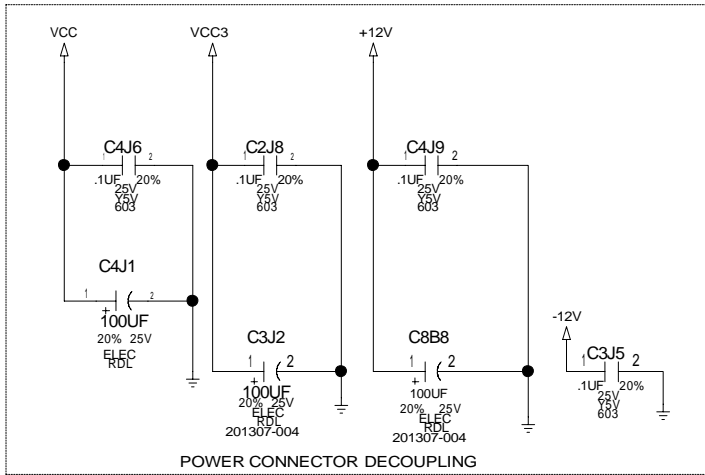 VCC
VCC3
+12V
C4J6
1 2
.1UF 20%
25V
Y5V
603
C2J8
1 2
.1UF 20%
25V
Y5V
603
C4J9
1 2
.1UF 20%
25V
Y5V
603
C4J1
1 2
+
100UF
20% 25V
ELEC
RDL
C3J2
1 2
+
100UF
20% 25V
ELEC
RDL
201307-004
C8B8
1 2
+
100UF
20% 25V
ELEC
RDL
201307-004
-12V
C3J5
1 2
.1UF 20%
25V
Y5V
603
POWER CONNECTOR DECOUPLING